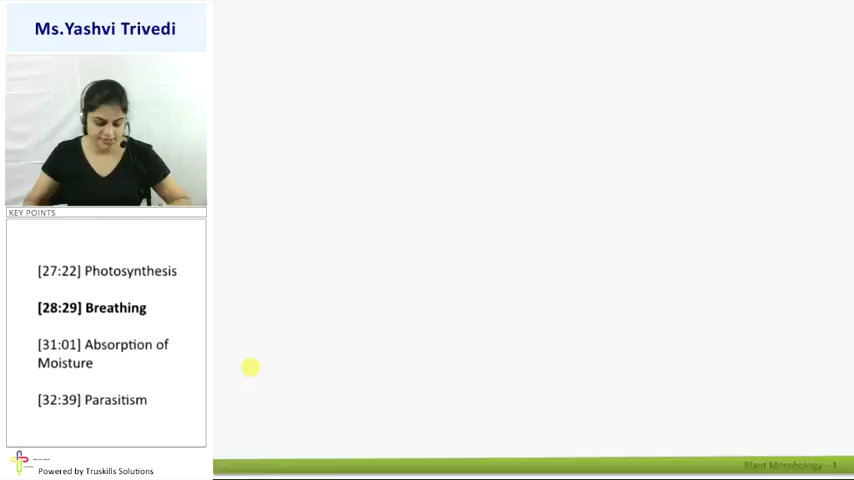 Ms.Yashvi Trivedi
KEY POINTS
[27:22] Photosynthesis
[28:29] Breathing
[31:01] Absorption of
Moisture
[32:39] Parasitism
Powered by Truskills Solutions
Plant Morphology – 1